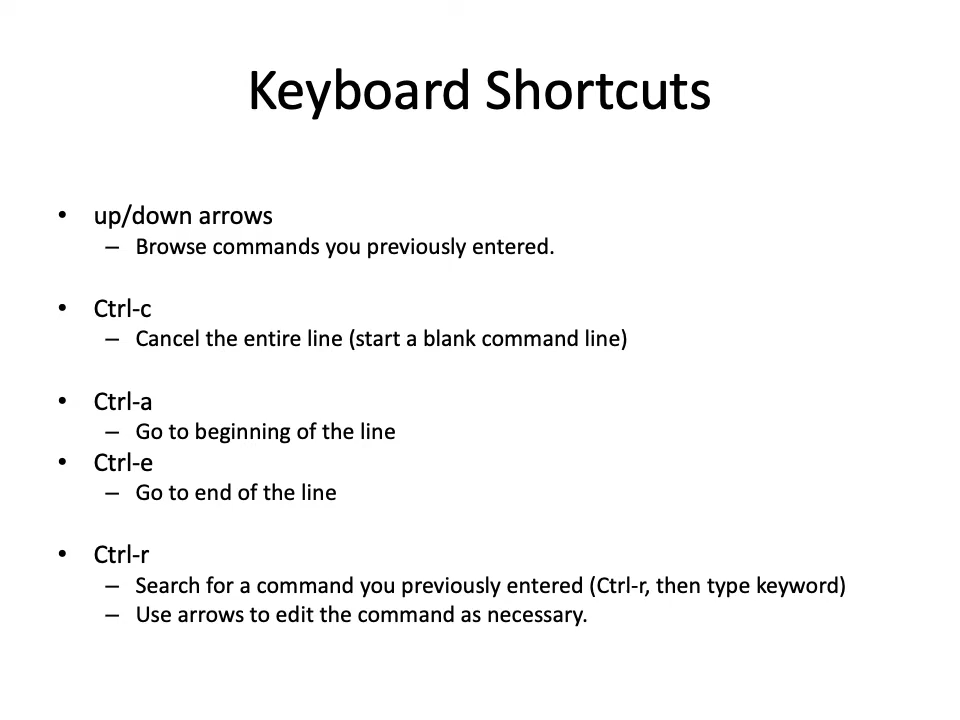 Keyboard Shortcuts
• up/down arrows
– Browse commands you previously entered.
• Ctrl-c
– Cancel the entire line (start a blank command line)
• Ctrl-a
– Go to beginning of the line
• Ctrl-e
– Go to end of the line
• Ctrl-r
– Search for a command you previously entered (Ctrl-r, then type keyword)
– Use arrows to edit the command as necessary.